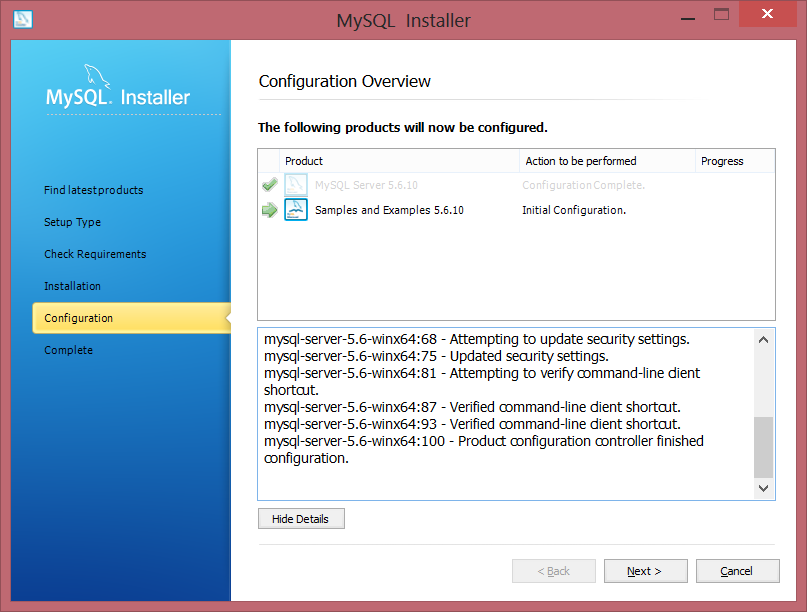 MySQL Installer
MySQL. Installer
Find latest products
Setup Type
Check Requirements
Installation
Configuration
Complete
Configuration Overview
The following products will now be configured.
Product Action to be performed Progress
MySQL Server 5.6.10 Configuration Complete.
Samples and Examples 5.6.10 Initial Configuration.
mysql-server-5.6-winx64:68 - Attempting to update security settings.
mysql-server-5.6-winx64:75 - Updated security settings.
mysql-server-5.6-winx64:81 - Attempting to verify command-line client
shortcut.
mysql-server-5.6-winx64:87 - Verified command-line client shortcut.
mysql-server-5.6-winx64:93 - Verified command-line client shortcut.
mysql-server-5.6-winx64:100 - Product configuration controller finished
configuration.
Hide Details
< Back Next > Cancel